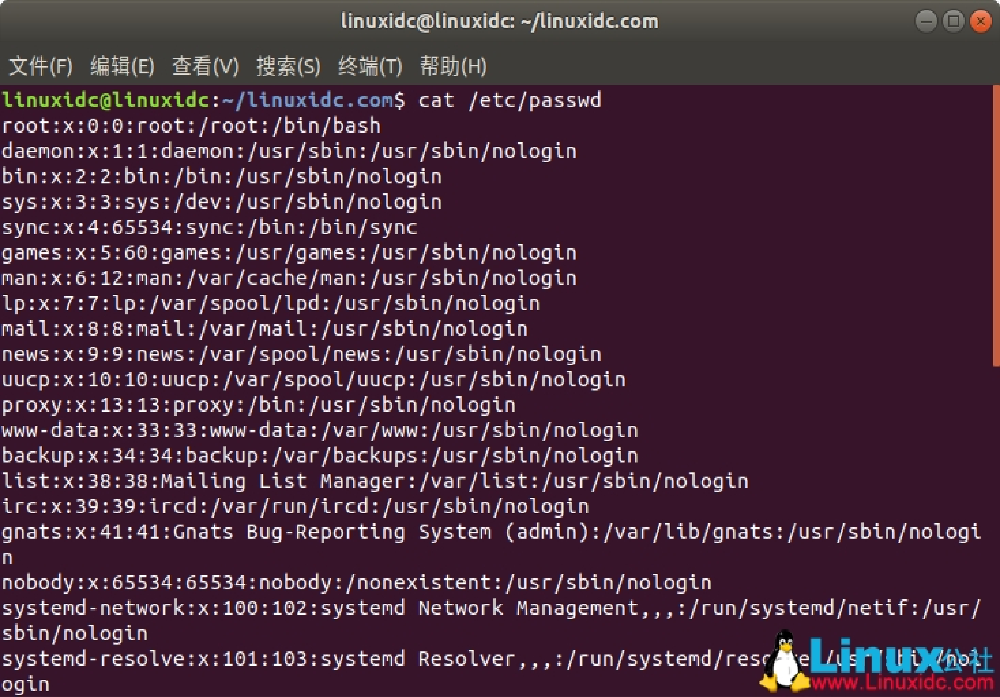 linuxidc@linuxidc: ~/linuxidc.com
文件(F) 编辑(E) 查看(V) 搜索(S) 终端(T) 帮助(H)
linuxidc@linuxidc:~/linuxidc.com$ cat /etc/passwd
root:x:0:0:root:/root:/bin/bash
daemon:x:1:1:daemon:/usr/sbin:/usr/sbin/nologin
bin:x:2:2:bin:/bin:/usr/sbin/nologin
sys:x:3:3:sys:/dev:/usr/sbin/nologin
sync:x:4:65534:sync:/bin:/bin/sync
games:x:5:60:games:/usr/games:/usr/sbin/nologin
man:x:6:12:man:/var/cache/man:/usr/sbin/nologin
lp:x:7:7:lp:/var/spool/lpd:/usr/sbin/nologin
mail:x:8:8:mail:/var/mail:/usr/sbin/nologin
news:x:9:9:news:/var/spool/news:/usr/sbin/nologin
uucp:x:10:10:uucp:/var/spool/uucp:/usr/sbin/nologin
proxy:x:13:13:proxy:/bin:/usr/sbin/nologin
www-data:x:33:33:www-data:/var/www:/usr/sbin/nologin
backup:x:34:34:backup:/var/backups:/usr/sbin/nologin
list:x:38:38:Mailing List Manager:/var/list:/usr/sbin/nologin
irc:x:39:39:ircd:/var/run/ircd:/usr/sbin/nologin
gnats:x:41:41:Gnats Bug-Reporting System (admin):/var/lib/gnats:/usr/sbin/nologi
n
nobody:x:65534:65534:nobody:/nonexistent:/usr/sbin/nologin
systemd-network:x:100:102:systemd Network Management,,,:/run/systemd/netif:/usr/
sbin/nologin
systemd-resolve:x:101:103:systemd Resolver,,,:/run/systemd/
ogin
Linux公社
www.Linuxidc.com